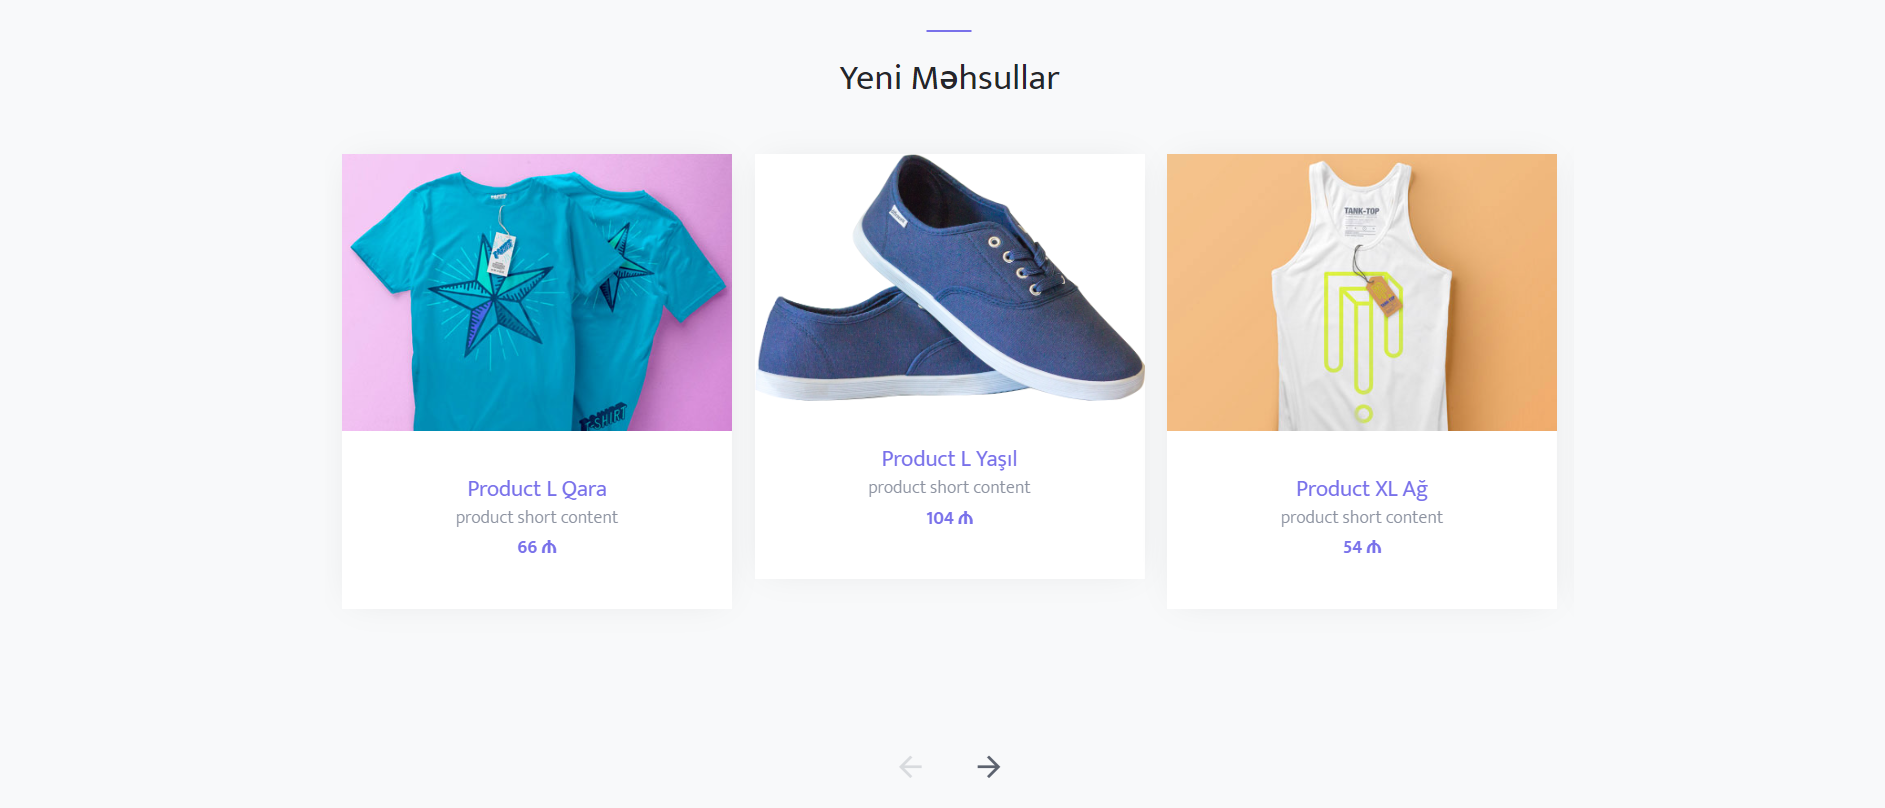 Yeni Məhsullar
TANK-TOP
T-SHIRT
Product L Qara
product short content
66 ₼
Product L Yaşıl
product short content
104 ₼
Product XL Ağ
product short content
54 ₼